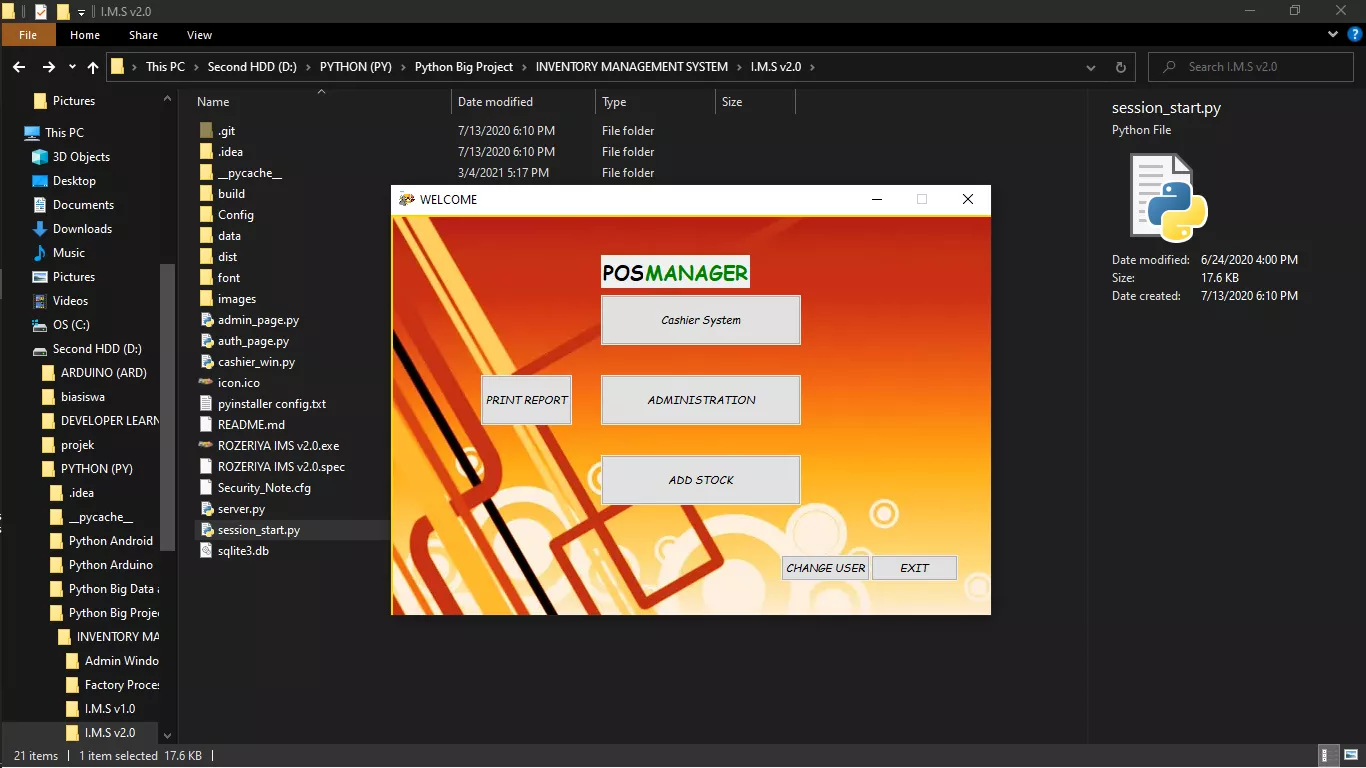 I.M.S v2.0
File Home Share View
This PC Second HDD (D:) PYTHON (PY) Python Big Project INVENTORY MANAGEMENT SYSTEM I.M.S v2.0
Search I.M.S v2.0
Pictures
This PC
3D Objects
Desktop
Documents
Downloads
Music
Pictures
Videos
OS (C:)
Second HDD (D:)
ARDUINO (ARD)
biasiswa
DEVELOPER LEARN
projek
PYTHON (PY)
.idea
__pycache__
Python Android
Python Arduino
Python Big Data a
Python Big Projec
INVENTORY MA
Admin Windo
Factory Proces
I.M.S v1.0
I.M.S v2.0
Name Date modified Type Size
.git 7/13/2020 6:10 PM File folder
.idea 7/13/2020 6:10 PM File folder
__pycache__ 3/4/2021 5:17 PM File folder
build
Config
data
dist
font
images
admin_page.py
auth_page.py
cashier_win.py
icon.ico
pyinstaller config.txt
README.md
ROZERIYA IMS v2.0.exe
ROZERIYA IMS v2.0.spec
Security_Note.cfg
server.py
session_start.py
sqlite3.db
WELCOME
POSMANAGER
Cashier System
PRINT REPORT
ADMINISTRATION
ADD STOCK
CHANGE USER
EXIT
session_start.py
Python File
Date modified: 6/24/2020 4:00 PM
Size: 17.6 KB
Date created: 7/13/2020 6:10 PM
21 items 1 item selected 17.6 KB